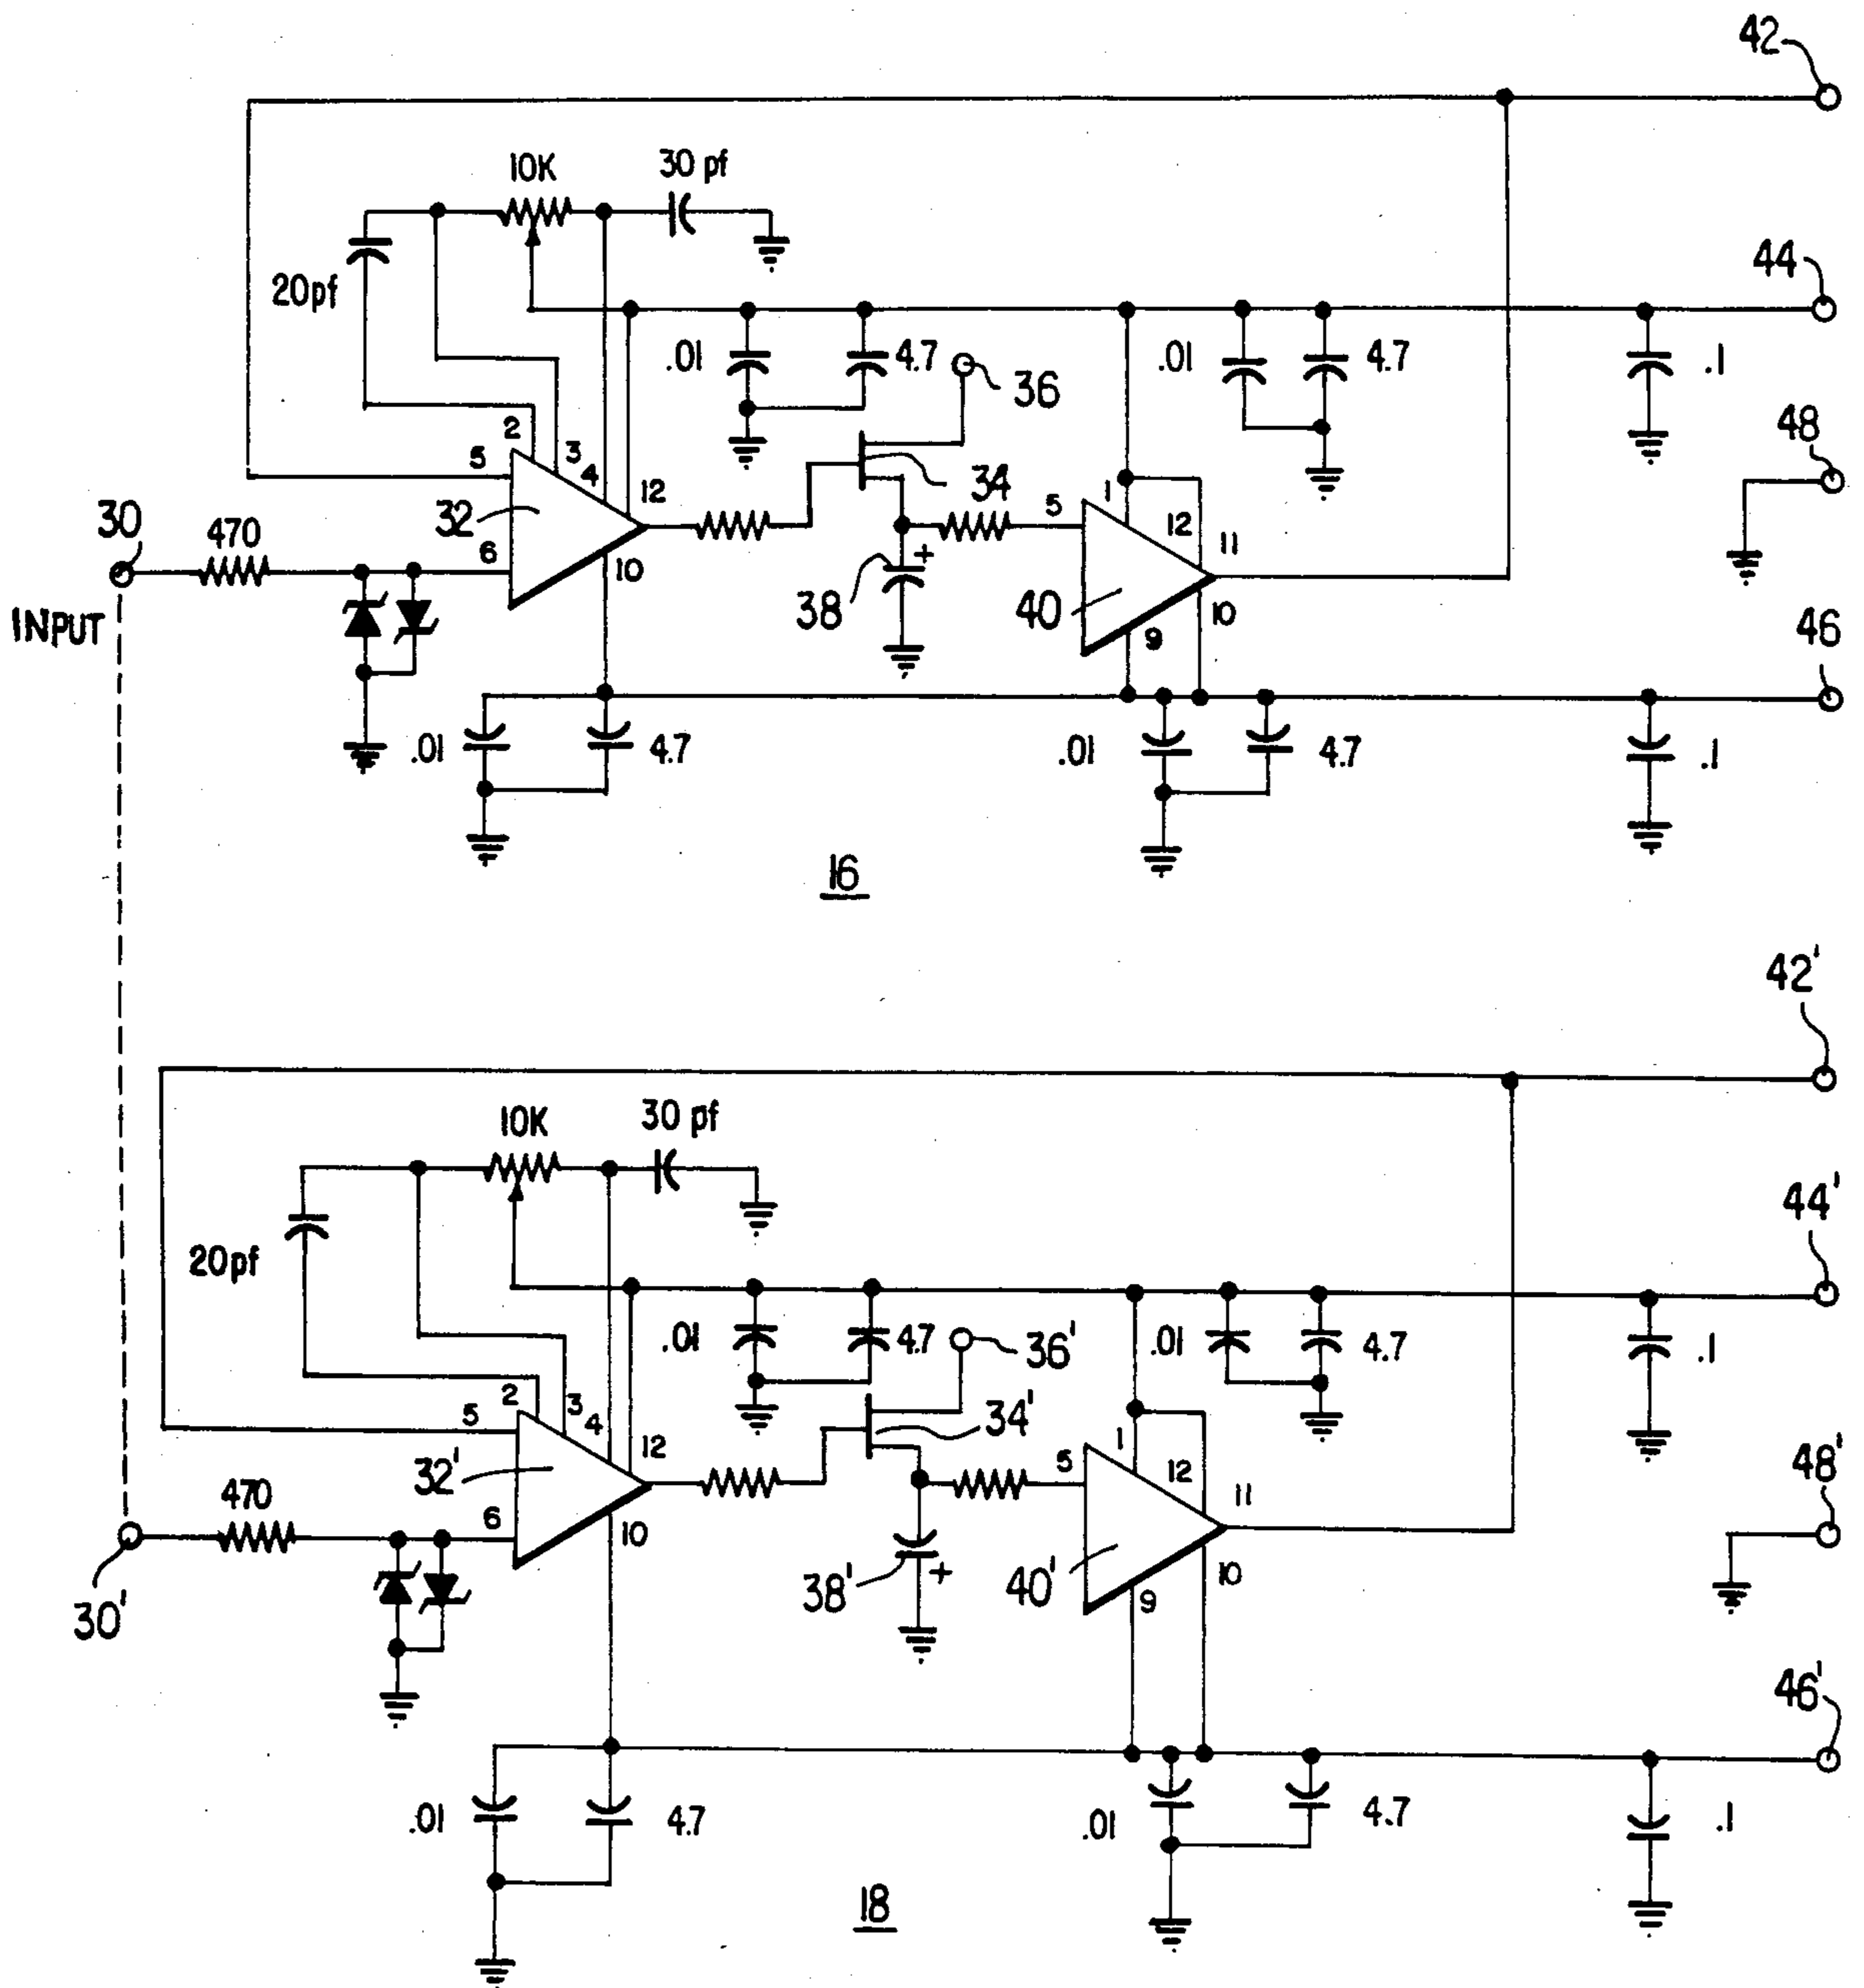 42
10K 30 pf
20pf
44
.01 4.7 36 .01 4.7 .1
48
2 3 4 12
5
34
30 470 32 5 1 12 11
6 10
INPUT 38 + 40 10
9
46
.01 4.7 .01 4.7 .1
16
42'
10K 30 pf
20pf
44'
.01 4.7 36' .01 4.7 .1
2 3 4 12
5
34'
48'
470 32' 5 1 12 11
6 10
30' 38' + 40' 10
9
46'
.01 4.7 .01 4.7 .1
18